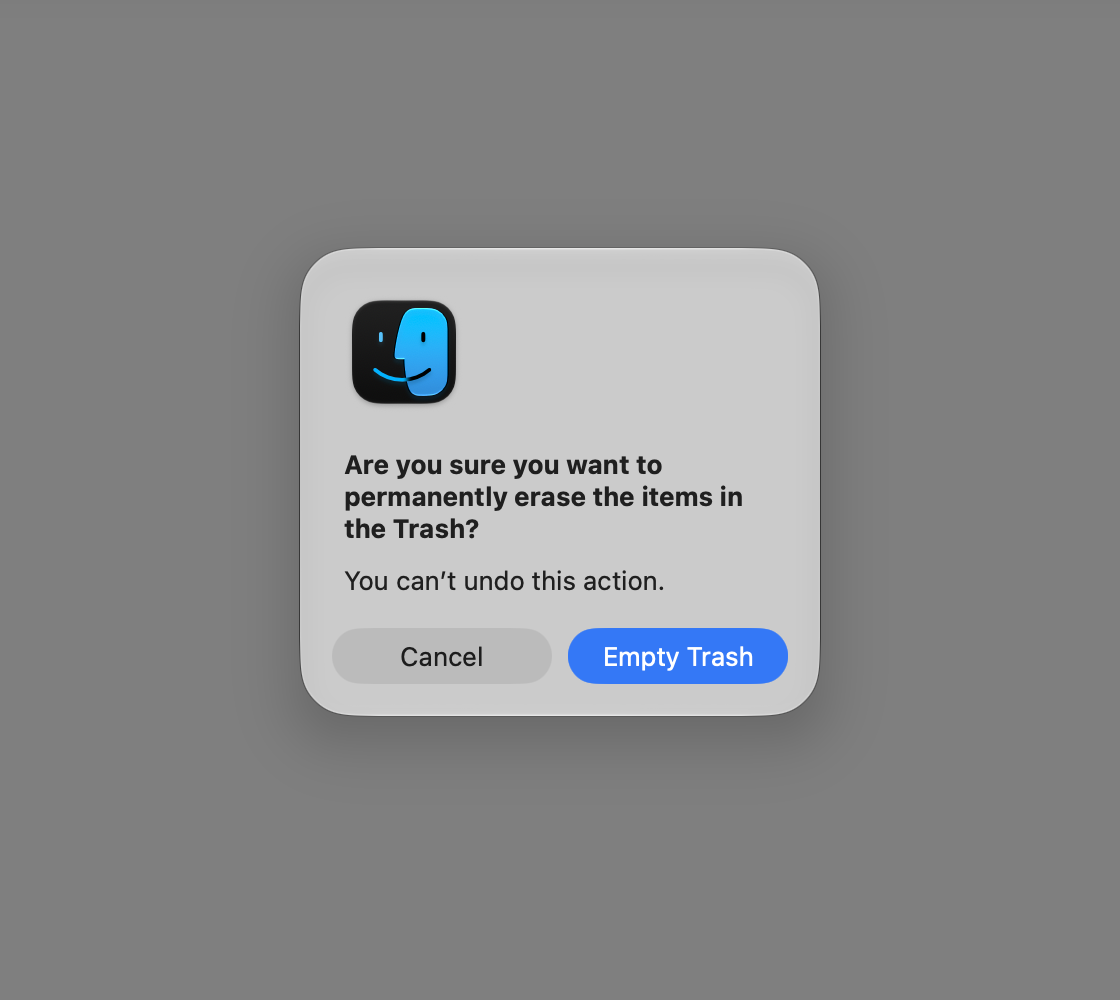 Are you sure you want to
permanently erase the items in
the Trash?
You can’t undo this action.
Cancel
Empty Trash